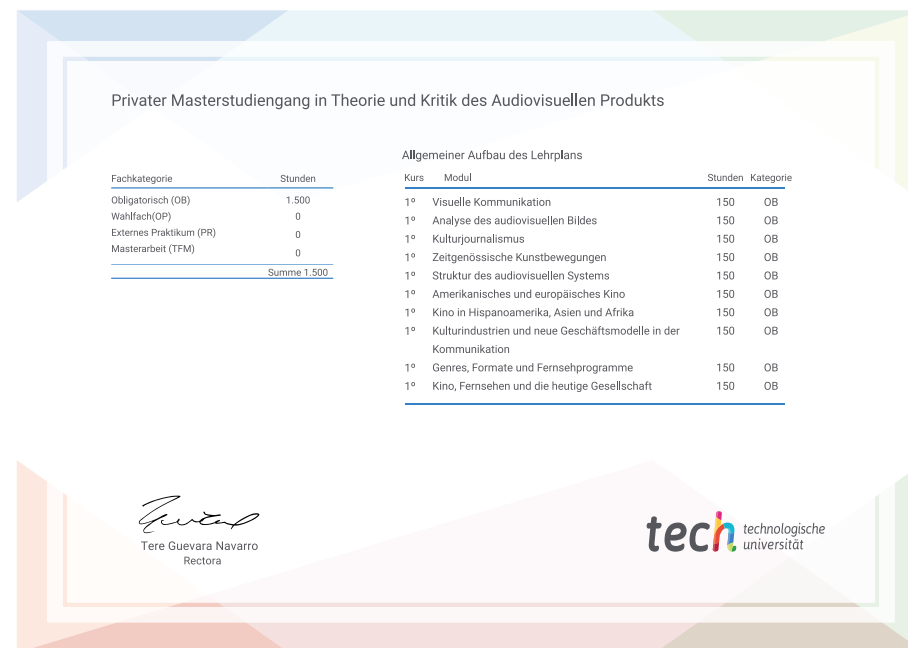 Privater Masterstudiengang in Theorie und Kritik des Audiovisuellen Produkts
Fachkategorie Stunden
Obligatorisch (OB) 1.500
Wahlfach(OP) 0
Externes Praktikum (PR) 0
Masterarbeit (TFM) 0
Summe 1.500
Allgemeiner Aufbau des Lehrplans
Kurs Modul Stunden Kategorie
1º Visuelle Kommunikation 150 OB
1º Analyse des audiovisuellen Bildes 150 OB
1º Kulturjournalismus 150 OB
1º Zeitgenössische Kunstbewegungen 150 OB
1º Struktur des audiovisuellen Systems 150 OB
1º Amerikanisches und europäisches Kino 150 OB
1º Kino in Hispanoamerika, Asien und Afrika 150 OB
1º Kulturindustrien und neue Geschäftsmodelle in der 150 OB
Kommunikation
1º Genres, Formate und Fernsehprogramme 150 OB
1º Kino, Fernsehen und die heutige Gesellschaft 150 OB
Tere Guevara Navarro
Rectora
tech technologische
universität